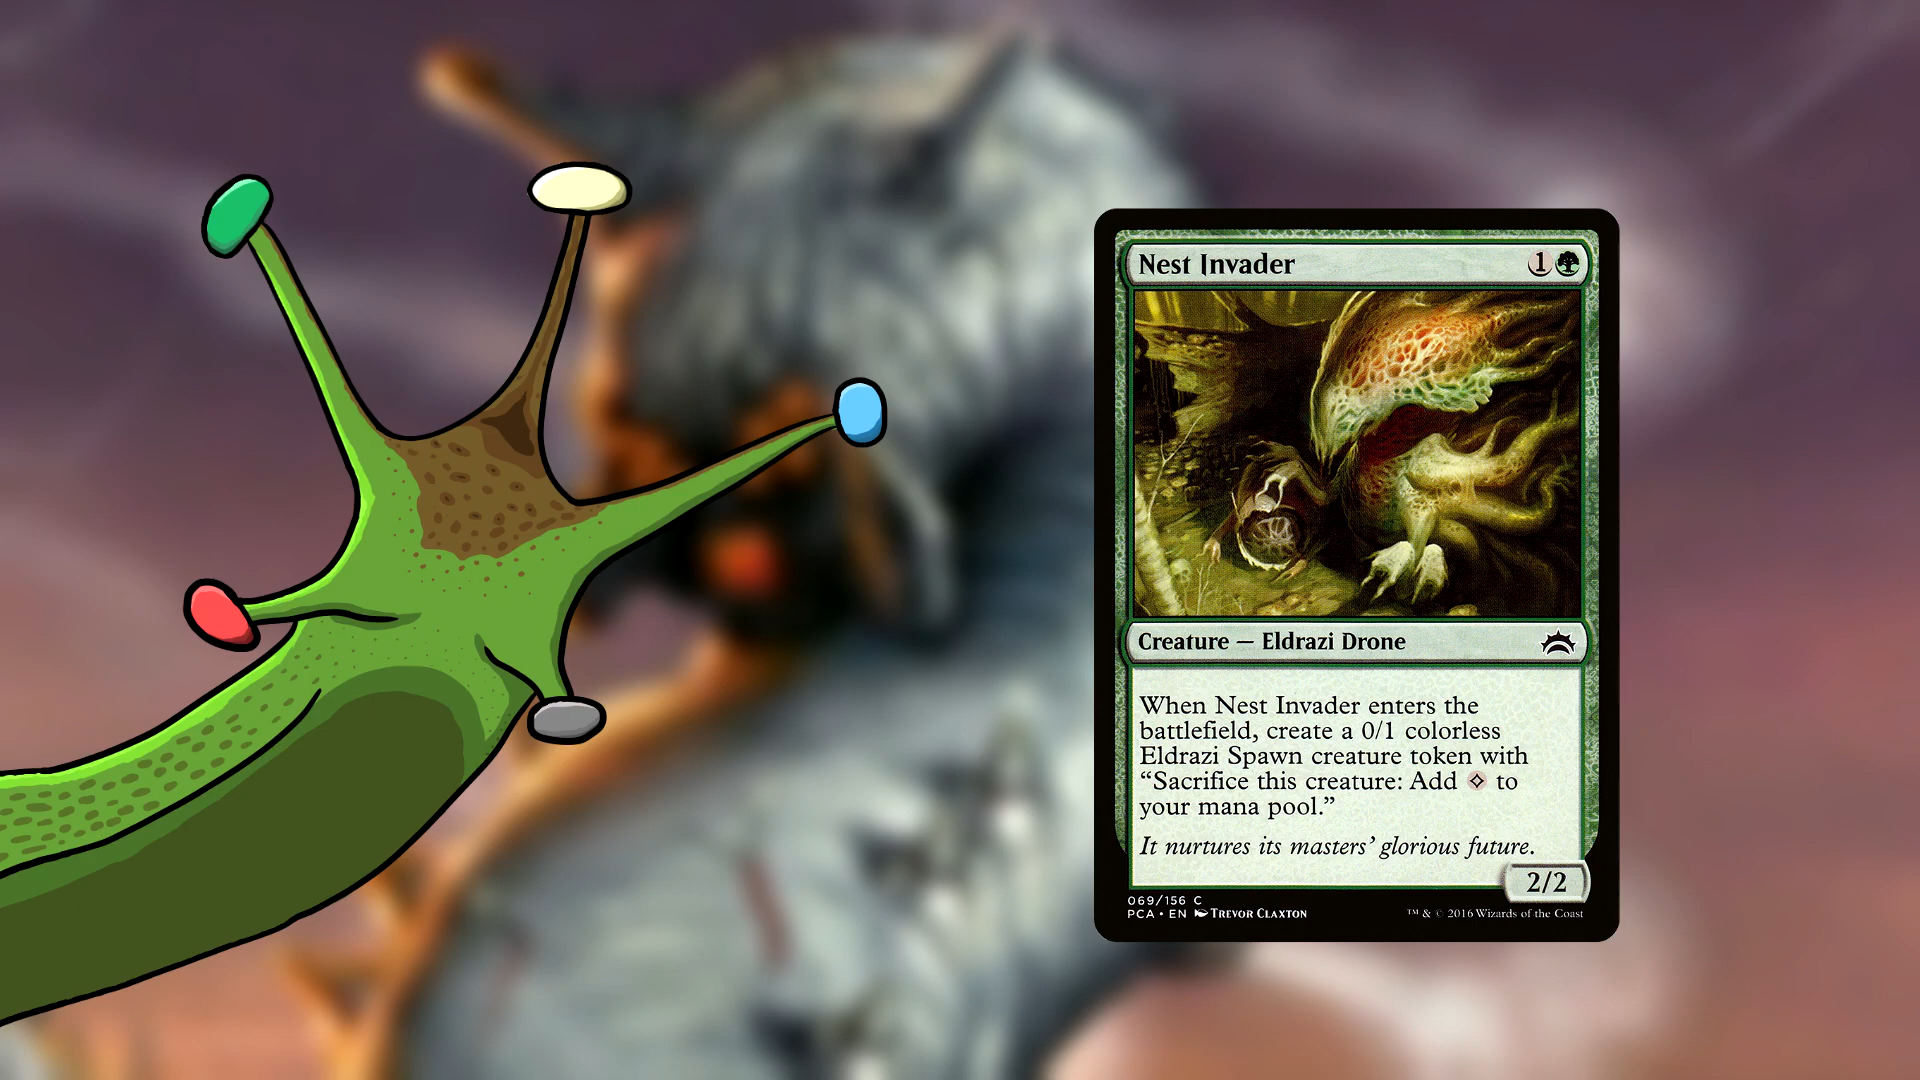 Nest Invader 1
Creature — Eldrazi Drone
When Nest Invader enters the
battlefield, create a 0/1 colorless
Eldrazi Spawn creature token with
“Sacrifice this creature: Add to
your mana pool.”
It nurtures its masters’ glorious future.
2/2
069/156 C
PCA • EN Trevor Claxton
™ & © 2016 Wizards of the Coast